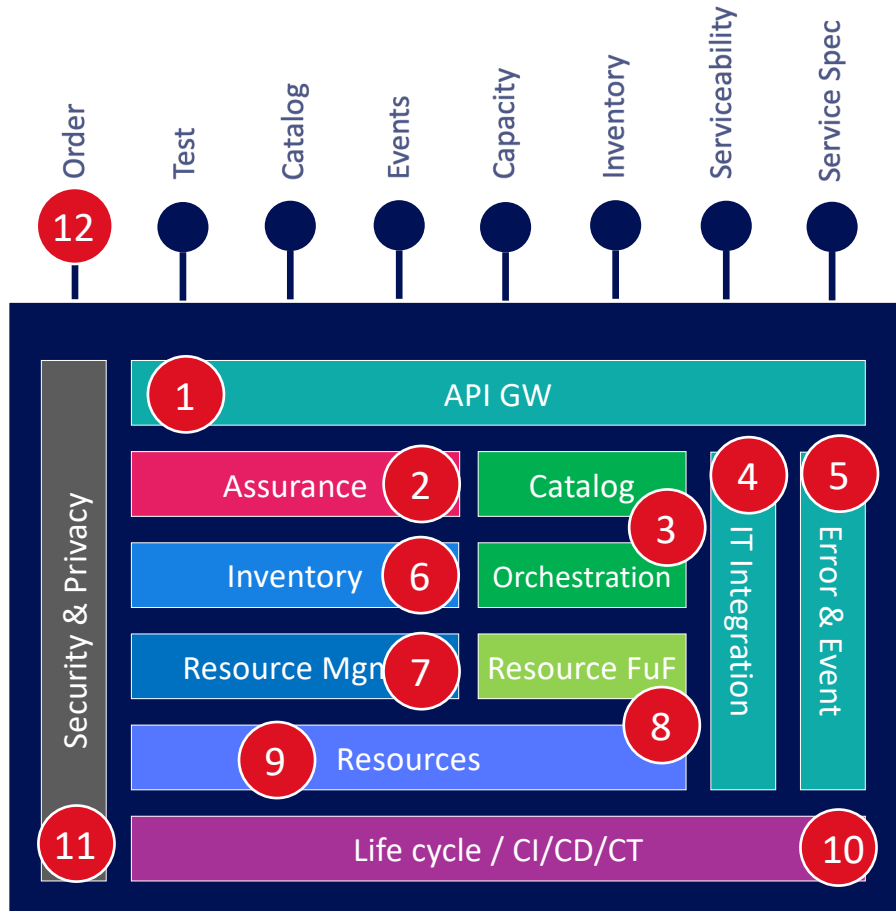 Order
Test
Catalog
Events
Capacity
Inventory
Serviceability
Service Spec
12
1
API GW
Security & Privacy
Assurance
2
Catalog
3
4
IT Integration
5
Error & Event
Inventory
6
Orchestration
Resource Mgm
7
Resource FuF
8
9
Resources
11
Life cycle / CI/CD/CT
10